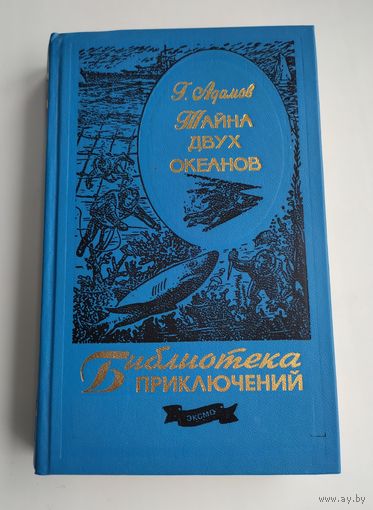 Г. Адамов
ТАЙНА
ДВУХ
ОКЕАНОВ
Библиотека
ПРИКЛЮЧЕНИЙ
ЭКСМО
www.ay.by